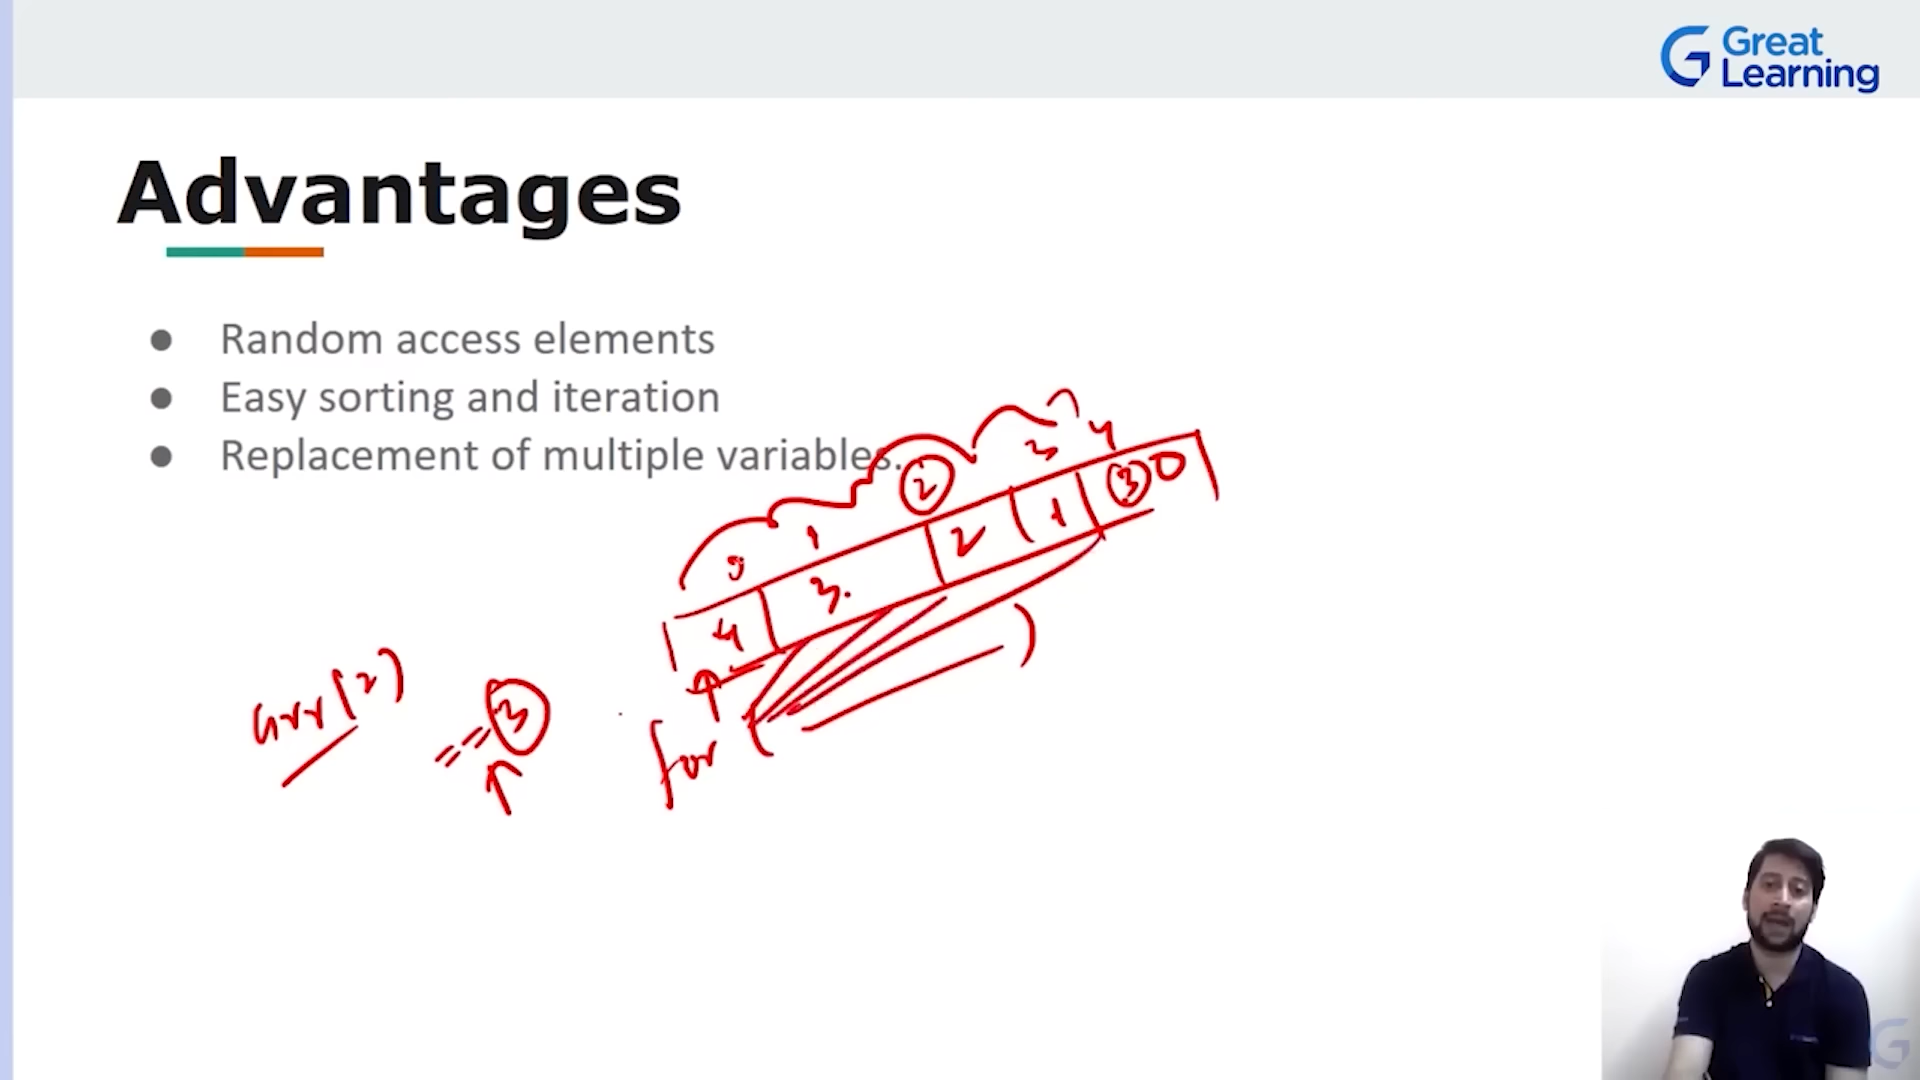 Great
Learning
Advantages
● Random access elements
● Easy sorting and iteration
● Replacement of multiple variables.
0 1 2 3 4
4 3. 2 1 3 0
arr[2]
== 3
for ( )